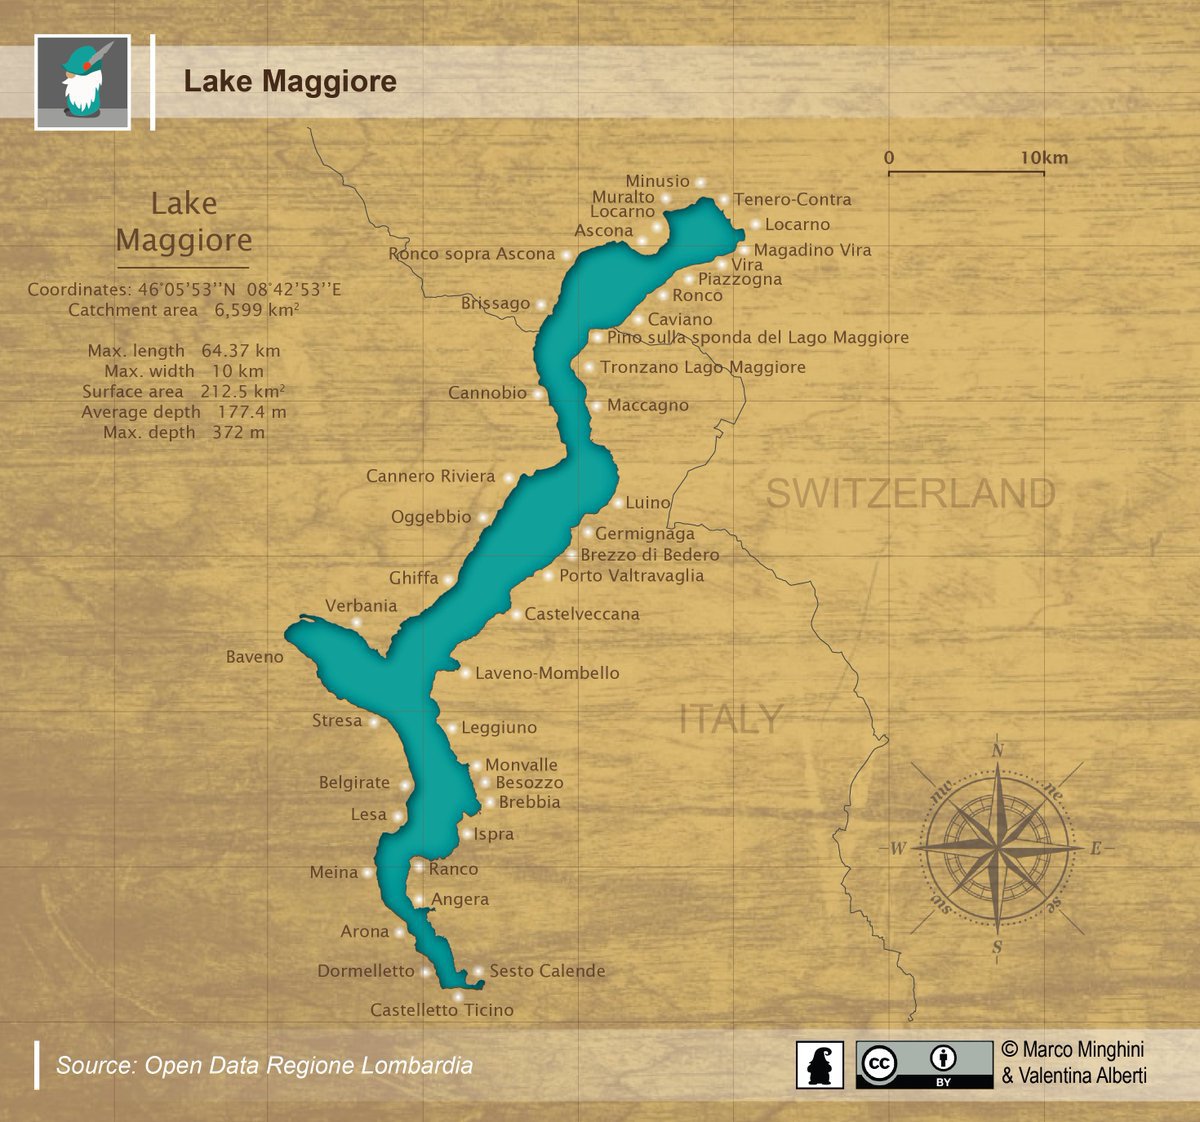 Lake Maggiore
0 10km
Lake
Maggiore
Coordinates: 46°05'53''N 08°42'53''E
Catchment area 6,599 km²
Max. length 64.37 km
Max. width 10 km
Surface area 212.5 km²
Average depth 177.4 m
Max. depth 372 m
Minusio
Muralto
Tenero-Contra
Locarno
Locarno
Ascona
Magadino Vira
Ronco sopra Ascona
Vira
Piazzogna
Ronco
Brissago
Caviano
Pino sulla sponda del Lago Maggiore
Tronzano Lago Maggiore
Cannobio
Maccagno
Cannero Riviera
SWITZERLAND
Luino
Oggebbio
Germignaga
Brezzo di Bedero
Ghiffa
Porto Valtravaglia
Verbania
Castelveccana
Baveno
Laveno-Mombello
Stresa
ITALY
Leggiuno
Monvalle
Belgirate
Besozzo
Brebbia
Lesa
Ispra
Meina
Ranco
Angera
Arona
Dormelletto
Sesto Calende
Castelletto Ticino
N
nw ne
W E
sw se
S
Source: Open Data Regione Lombardia
cc BY
© Marco Minghini
& Valentina Alberti